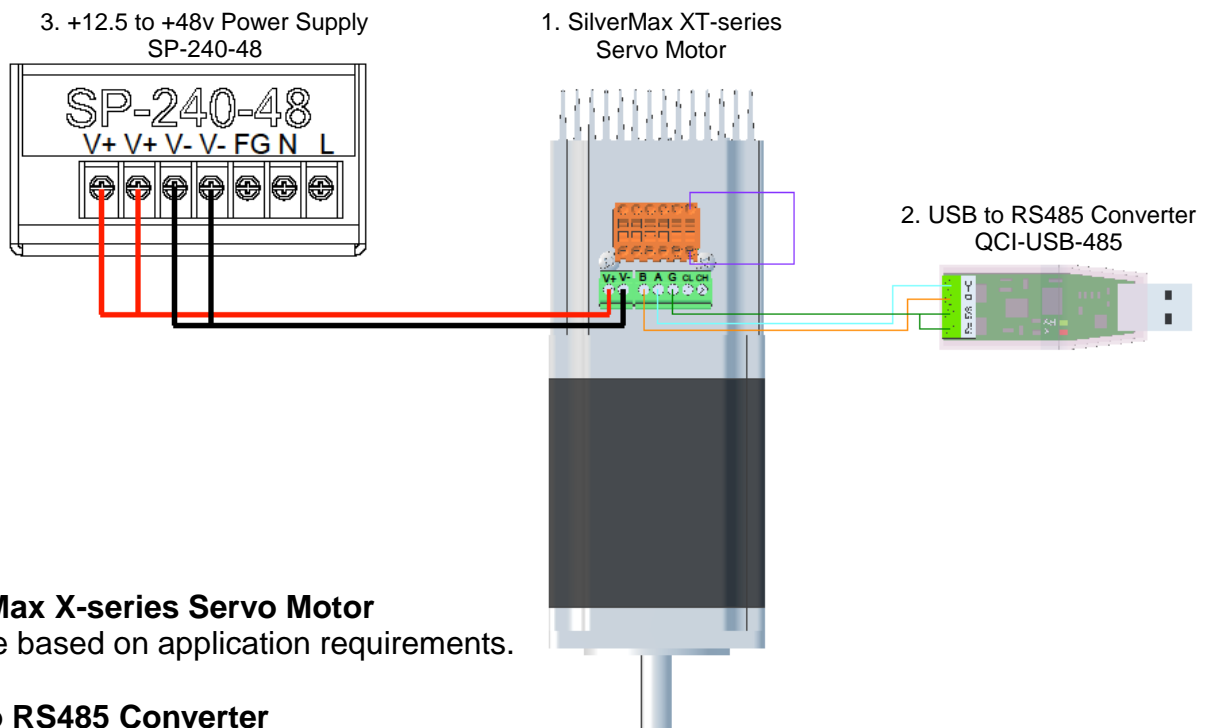 3. +12.5 to +48v Power Supply
SP-240-48
1. SilverMax XT-series
Servo Motor
SP-240-48
V+ V+ V- V- FG N L
2. USB to RS485 Converter
QCI-USB-485
V+ V- B A G CL CH
Max X-series Servo Motor
e based on application requirements.
o RS485 Converter